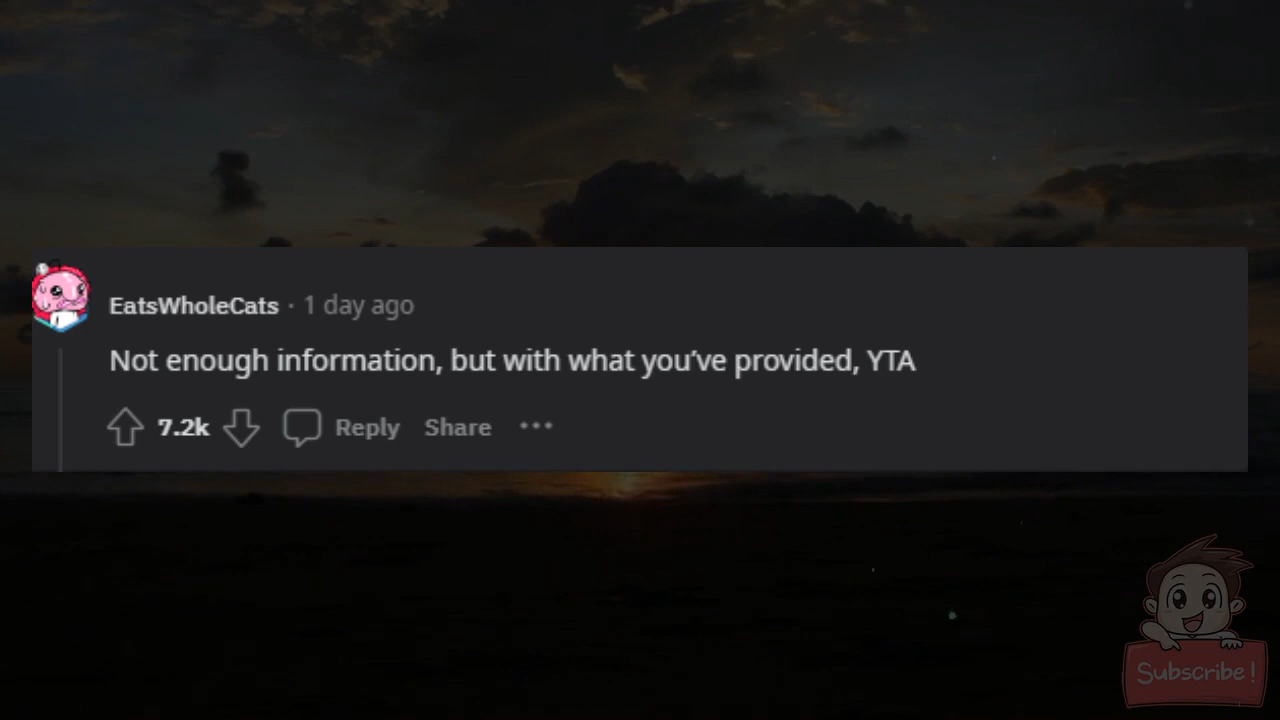 EatsWholeCats · 1 day ago
Not enough information, but with what you’ve provided, YTA
7.2k Reply Share ···
Subscribe!